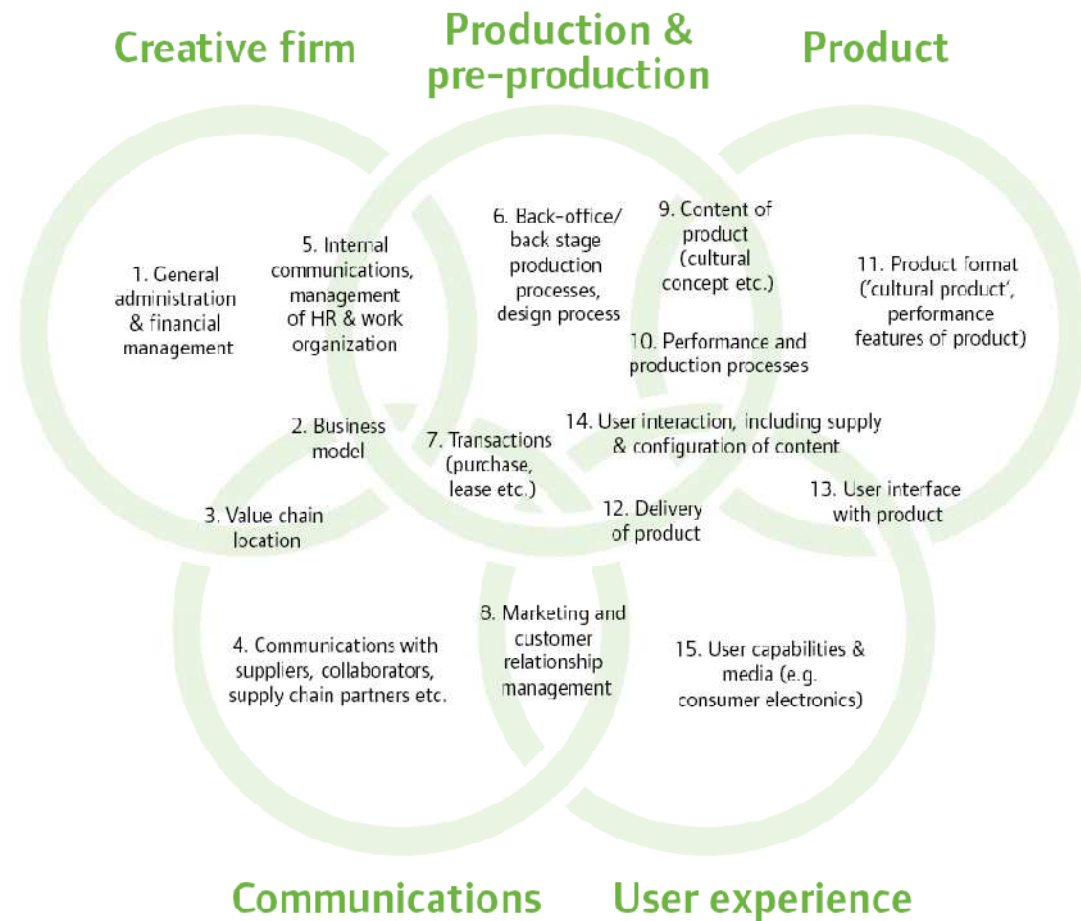 Creative firm
Production &
pre-production
Product
1. General
administration
& financial
management
5. Internal
communications,
management
of HR & work
organization
6. Back-office/
back stage
production
processes,
design process
9. Content of
product
(cultural
concept etc.)
11. Product format
('cultural product',
performance
features of product)
10. Performance and
production processes
2. Business
model
7. Transactions
(purchase,
lease etc.)
14. User interaction, including supply
& configuration of content
3. Value chain
location
12. Delivery
of product
13. User interface
with product
4. Communications with
suppliers, collaborators,
supply chain partners etc.
8. Marketing and
customer
relationship
management
15. User capabilities &
media (e.g.
consumer electronics)
Communications
User experience